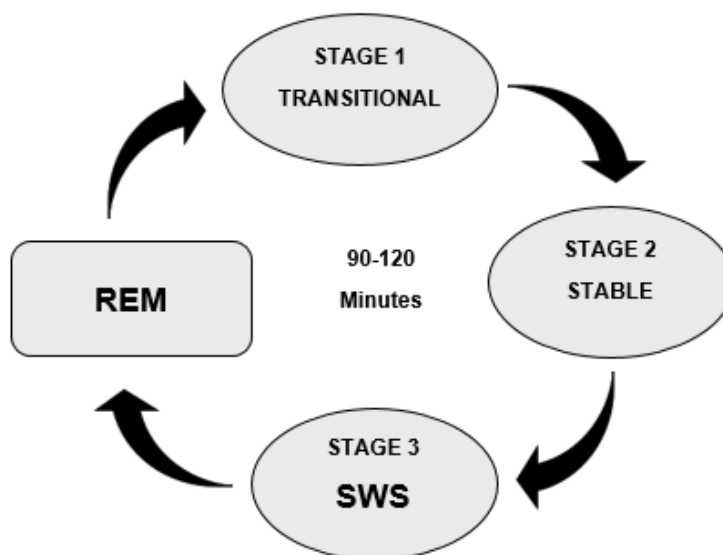 STAGE 1
TRANSITIONAL
STAGE 2
STABLE
90-120
Minutes
REM
STAGE 3
SWS